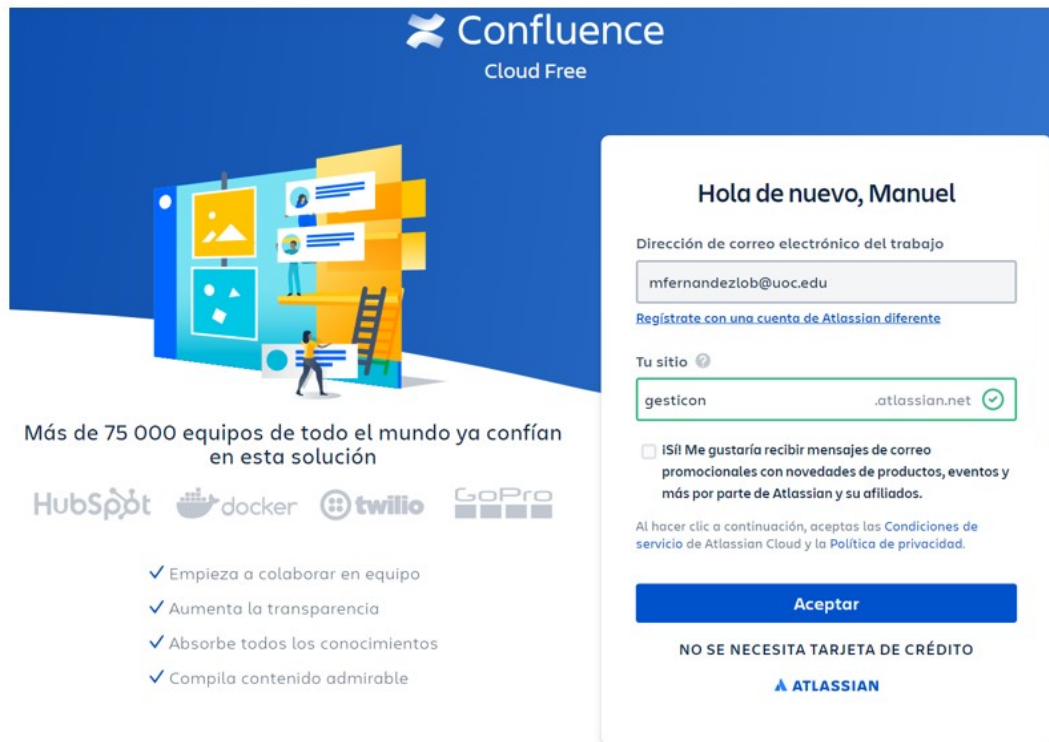 Confluence
Cloud Free
Más de 75 000 equipos de todo el mundo ya confían
en esta solución
HubSpot docker twilio GoPro
Empieza a colaborar en equipo
Aumenta la transparencia
Absorbe todos los conocimientos
Compila contenido admirable
Hola de nuevo, Manuel
Dirección de correo electrónico del trabajo
mfernandezlob@uoc.edu
Regístrate con una cuenta de Atlassian diferente
Tu sitio ?
gesticon .atlassian.net
¡Sí! Me gustaría recibir mensajes de correo
promocionales con novedades de productos, eventos y
más por parte de Atlassian y su afiliados.
Al hacer clic a continuación, aceptas las Condiciones de
servicio de Atlassian Cloud y la Política de privacidad.
Aceptar
NO SE NECESITA TARJETA DE CRÉDITO
ATLASSIAN